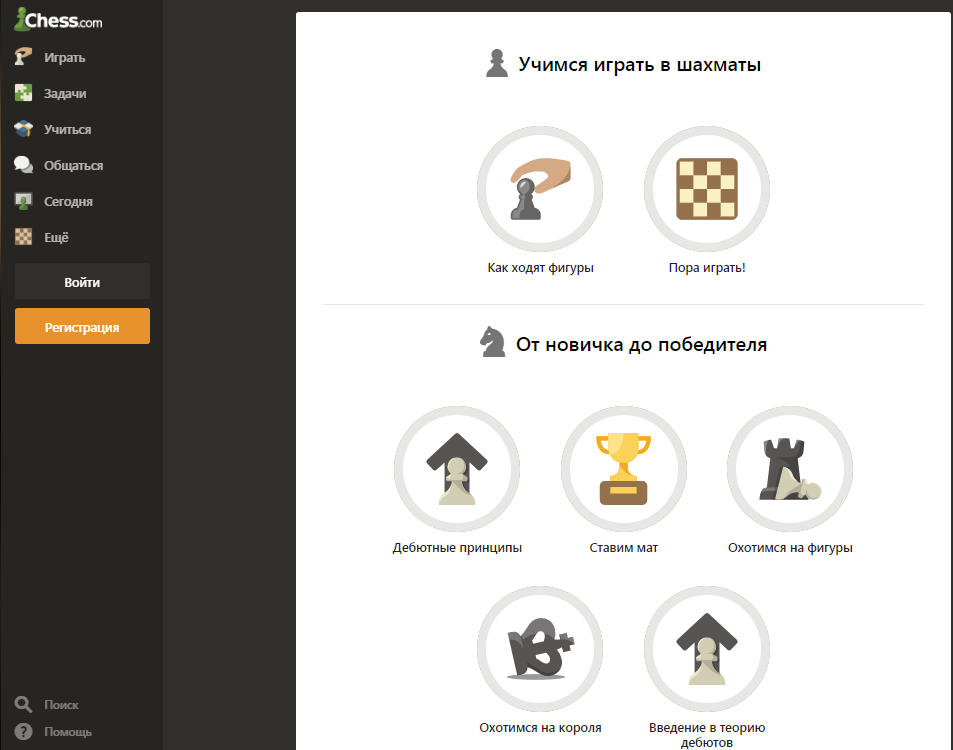 Chess.com
Играть
Задачи
Учиться
Общаться
Сегодня
Ещё
Войти
Регистрация
Поиск
? Помощь
Учимся играть в шахматы
Как ходят фигуры
Пора играть!
От новичка до победителя
Дебютные принципы
Ставим мат
Охотимся на фигуры
Охотимся на короля
Введение в теорию
дебютов